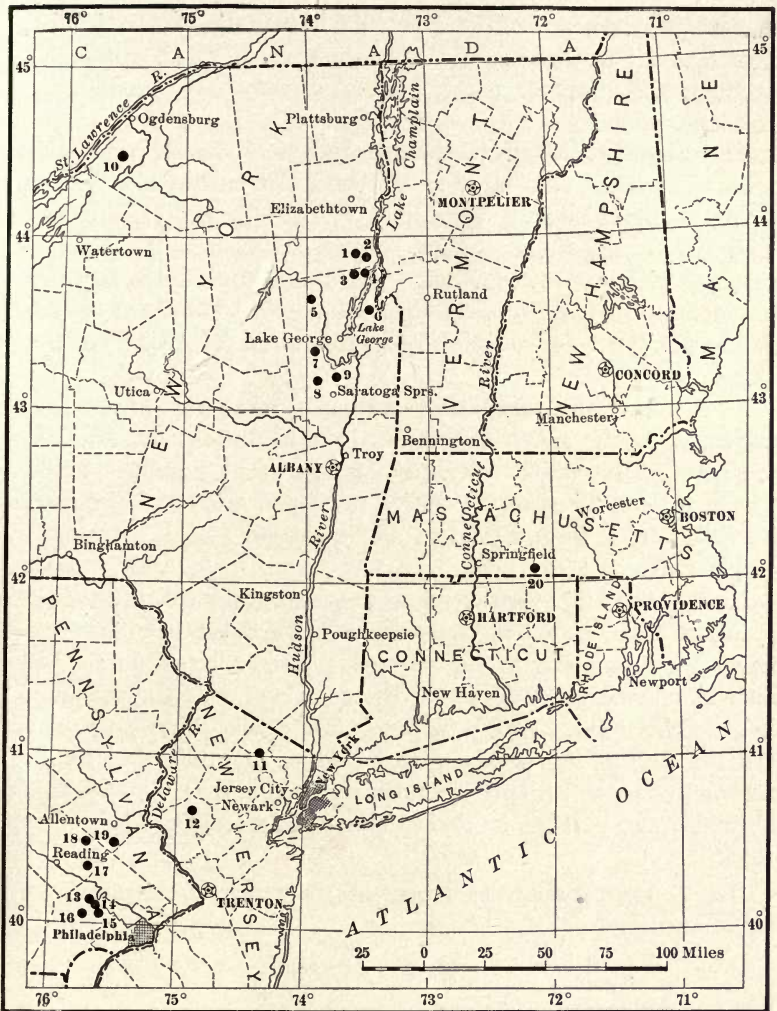 76° 75° 74° 73° 72° 71°
45° 45°
C A N A D A
St. Lawrence R.
Ogdensburg
10
Plattsburg
Lake Champlain
MONTPELIER
Elizabethtown
NEW YORK
VERMONT
NEW HAMPSHIRE
MAINE
44° 44°
Watertown
1 2
3 4
5
6
Rutland
Lake George
Lake George
7
8
9
Saratoga Sprs.
CONCORD
Manchester
Utica
43° 43°
Bennington
Troy
ALBANY
Connecticut River
MASSACHUSETTS
Worcester
BOSTON
Binghamton
Springfield
20
42° 42°
Kingston
Hudson River
Poughkeepsie
HARTFORD
PROVIDENCE
CONNECTICUT
RHODE ISLAND
Newport
New Haven
PENNSYLVANIA
NEW JERSEY
Delaware R.
41° 41°
11
New York
Jersey City
Newark
LONG ISLAND
ATLANTIC OCEAN
12
Allentown
18 19
Reading
17
13 14
16 15
TRENTON
Philadelphia
40° 40°
25 0 25 50 75 100 Miles
76° 75° 74° 73° 72° 71°